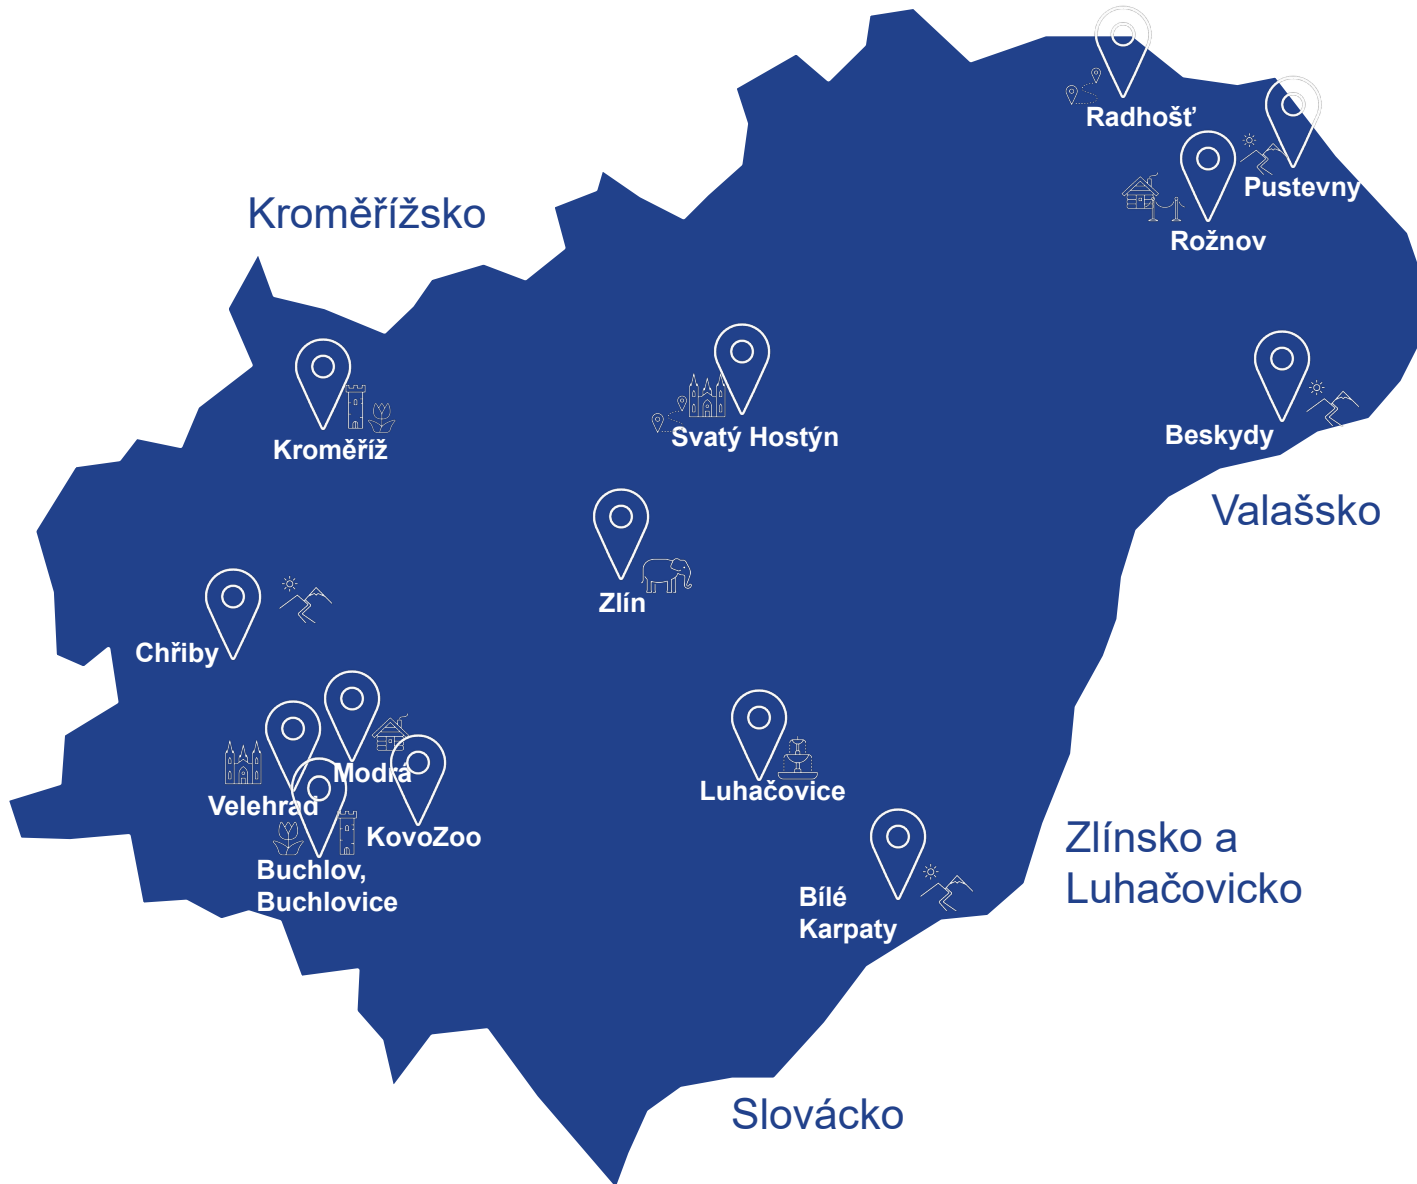 Radhošť
Pustevny
Kroměřížsko
Rožnov
Kroměříž
Svatý Hostýn
Beskydy
Valašsko
Zlín
Chřiby
Modrá
Velehrad
KovoZoo
Luhačovice
Buchlov,
Buchlovice
Zlínsko a
Luhačovicko
Bílé
Karpaty
Slovácko